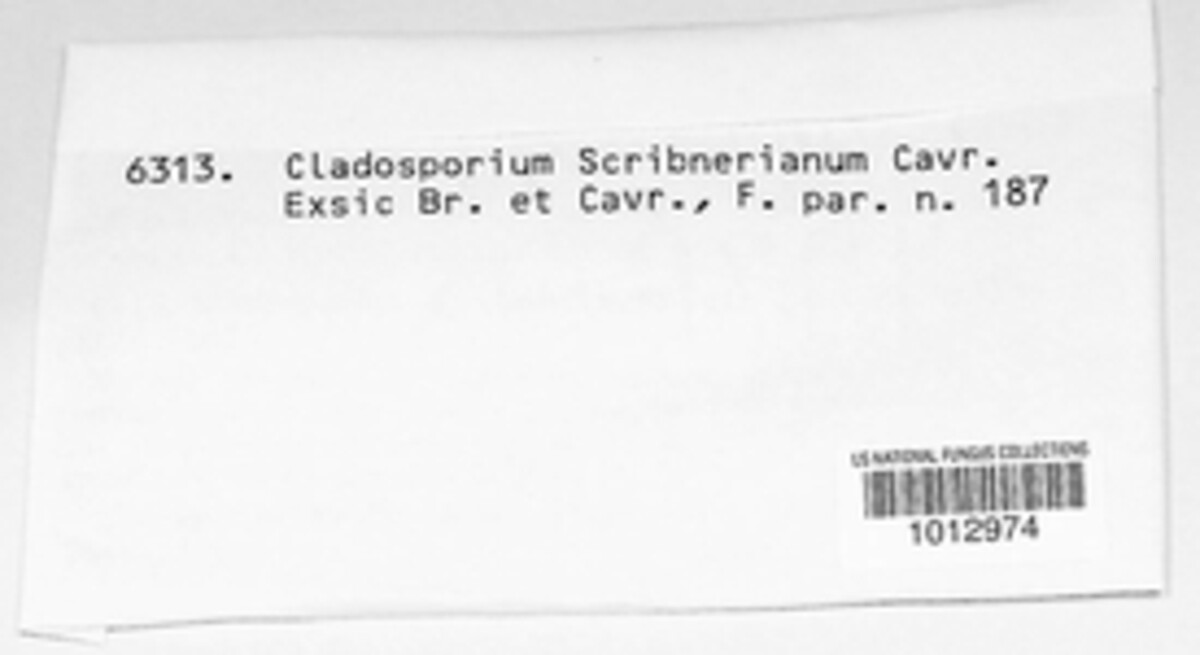 6313. Cladosporium Scribnerianum Cavr.
Exsic Br. et Cavr., F. par. n. 187
US NATIONAL FUNGUS COLLECTIONS
1012974